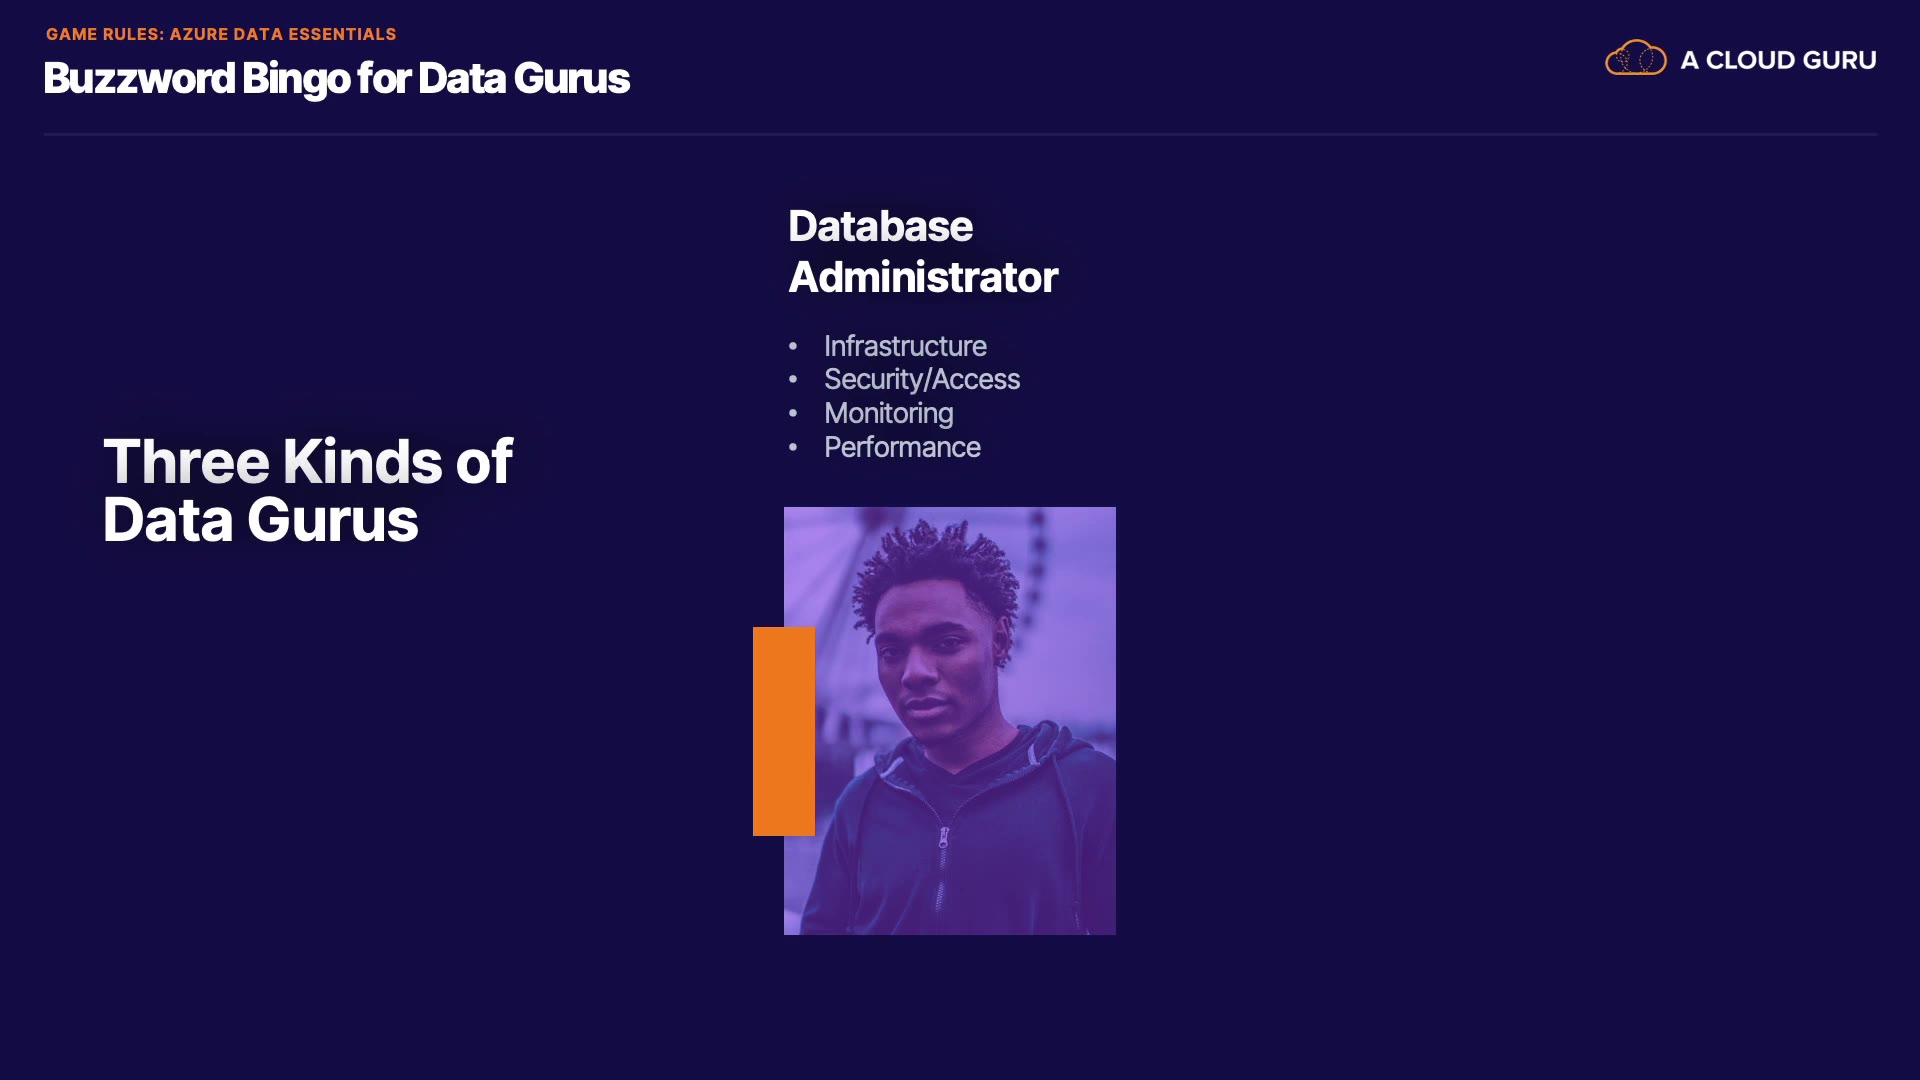 GAME RULES: AZURE DATA ESSENTIALS
Buzzword Bingo for Data Gurus
A CLOUD GURU
Three Kinds of
Data Gurus
Database
Administrator
• Infrastructure
• Security/Access
• Monitoring
• Performance